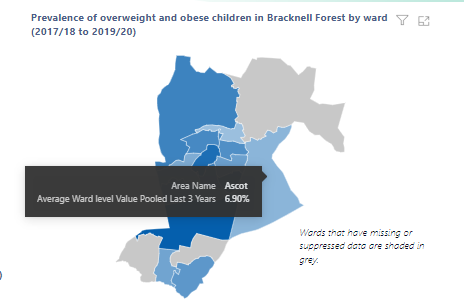 Prevalence of overweight and obese children in Bracknell Forest by ward
(2017/18 to 2019/20)
Area Name Ascot
Average Ward level Value Pooled Last 3 Years 6.90%
Wards that have missing or
suppressed data are shaded in
grey.
)